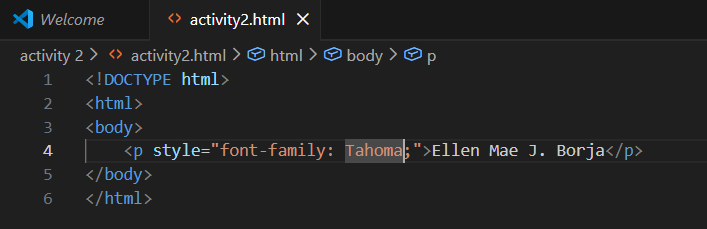 Welcome activity2.html
activity 2 > activity2.html > html > body > p
1 <!DOCTYPE html>
2 <html>
3 <body>
4 <p style="font-family: Tahoma;">Ellen Mae J. Borja</p>
5 </body>
6 </html>